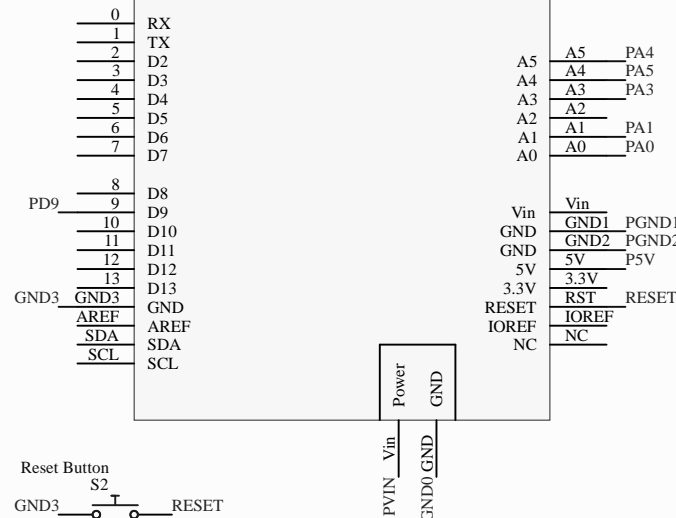 0 RX
1 TX
2 D2 A5 A5 PA4
3 D3 A4 A4 PA5
4 D4 A3 A3 PA3
5 D5 A2 A2
6 D6 A1 A1 PA1
7 D7 A0 A0 PA0
8 D8
PD9 9 D9 Vin Vin
10 D10 GND GND1 PGND1
11 D11 GND GND2 PGND2
12 D12 5V 5V P5V
13 D13 3.3V 3.3V
GND3 GND3 GND RESET RST RESET
AREF AREF IOREF IOREF
SDA SDA NC NC
SCL SCL
Power GND
Vin GND
PVIN GND0
Reset Button
S2
GND3 RESET